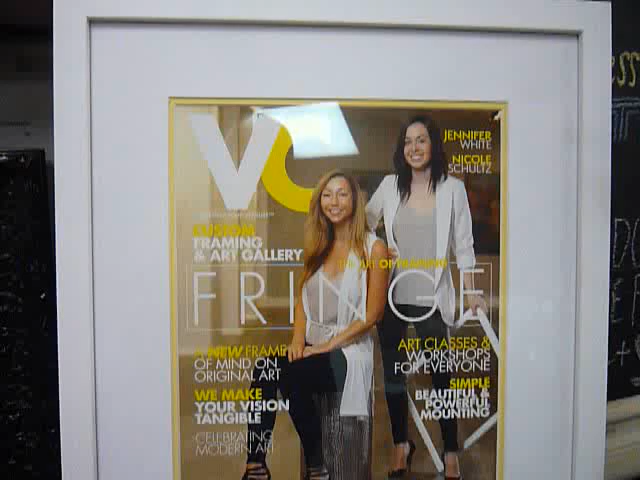 VC
JENNIFER
WHITE
NICOLE
SCHULTZ
CUSTOM
FRAMING
& ART GALLERY
THE ART OF FRAMING
FRINGE
A NEW FRAME
OF MIND ON
ORIGINAL ART
WE MAKE
YOUR VISION
TANGIBLE
CELEBRATING
MODERN ART
ART CLASSES &
WORKSHOPS
FOR EVERYONE
SIMPLE
BEAUTIFUL &
POWERFUL
MOUNTING